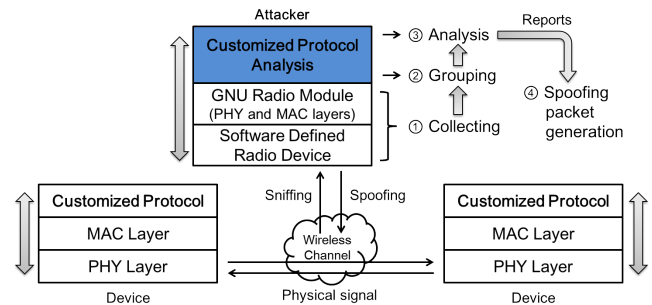 Attacker
Customized Protocol
Analysis
GNU Radio Module
(PHY and MAC layers)
Software Defined
Radio Device
③ Analysis
② Grouping
① Collecting
Reports
④ Spoofing
packet
generation
Sniffing
Spoofing
Customized Protocol
MAC Layer
PHY Layer
Device
Wireless
Channel
Physical signal
Customized Protocol
MAC Layer
PHY Layer
Device